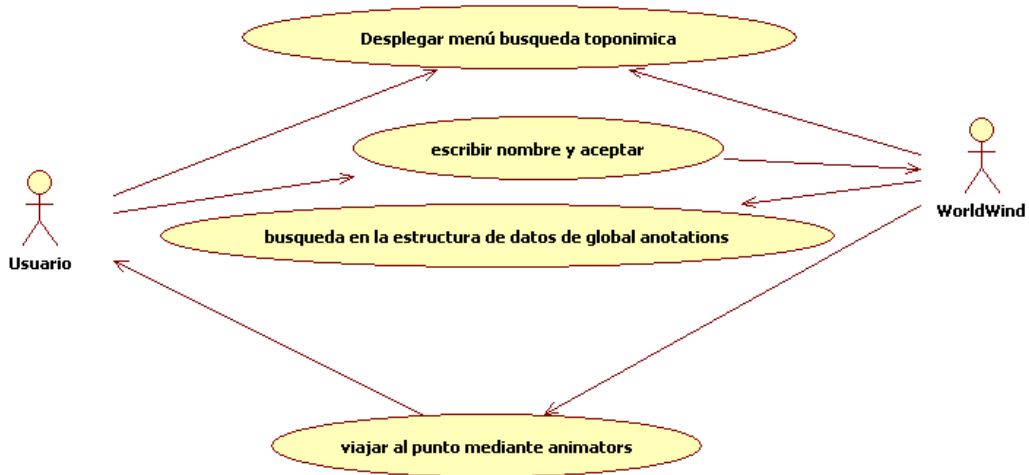 Desplegar menú busqueda toponimica
escribir nombre y aceptar
WorldWind
busqueda en la estructura de datos de global anotations
Usuario
viajar al punto mediante animators